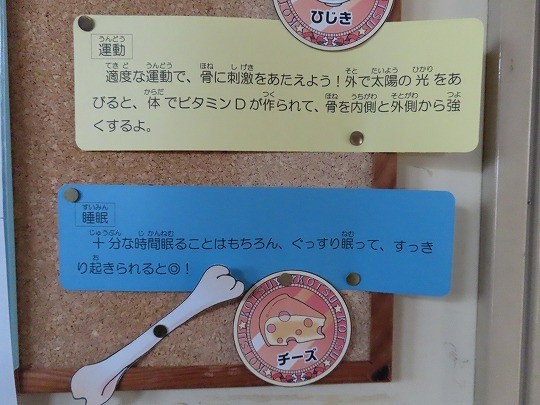 ひじき
運動
適度な運動で、骨に刺激をあたえよう！外で太陽の光をあ
びると、体でビタミンDが作られて、骨を内側と外側から強
くするよ。
睡眠
十分な時間眠ることはもちろん、ぐっすり眠って、すっき
り起きられると◎！
チーズ